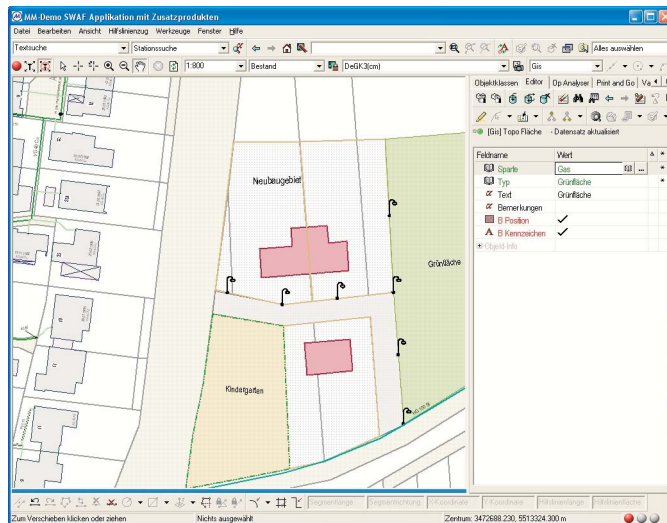 MM-Demo SWAF Applikation mit Zusatzprodukten
Datei Bearbeiten Ansicht Hilfslinienzug Werkzeuge Fenster Hilfe
Textsuche Stationssuche Alles auswählen
1:800 Bestand DeGK3(cm) Gis
Objektklassen Editor Op Analyser Print and Go Va
[Gis] Topo Fläche - Datensatz aktualisiert
Feldname Wert
Sparte Gas
Typ Grünfläche
Text Grünfläche
Bemerkungen
B Position
B Kennzeichen
Objekt-Info
Neubaugebiet
Grünfläche
Kindergarten
Segmentlänge Segmentrichtung X Koordinate Y Koordinate Hilfslinienlänge Hilfslinienfläche
Zum Verschieben klicken oder ziehen Nichts ausgewählt Zentrum: 3472688.230, 5513324.300 m